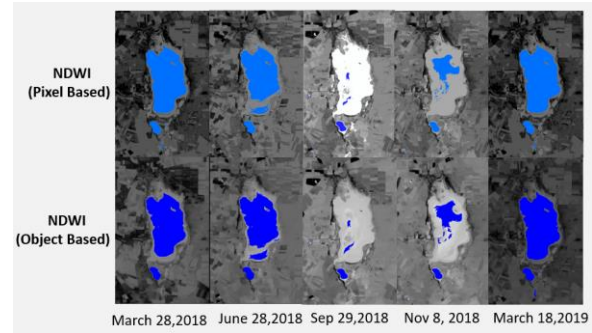 NDWI
(Pixel Based)
NDWI
(Object Based)
March 28,2018 June 28,2018 Sep 29,2018 Nov 8, 2018 March 18,2019